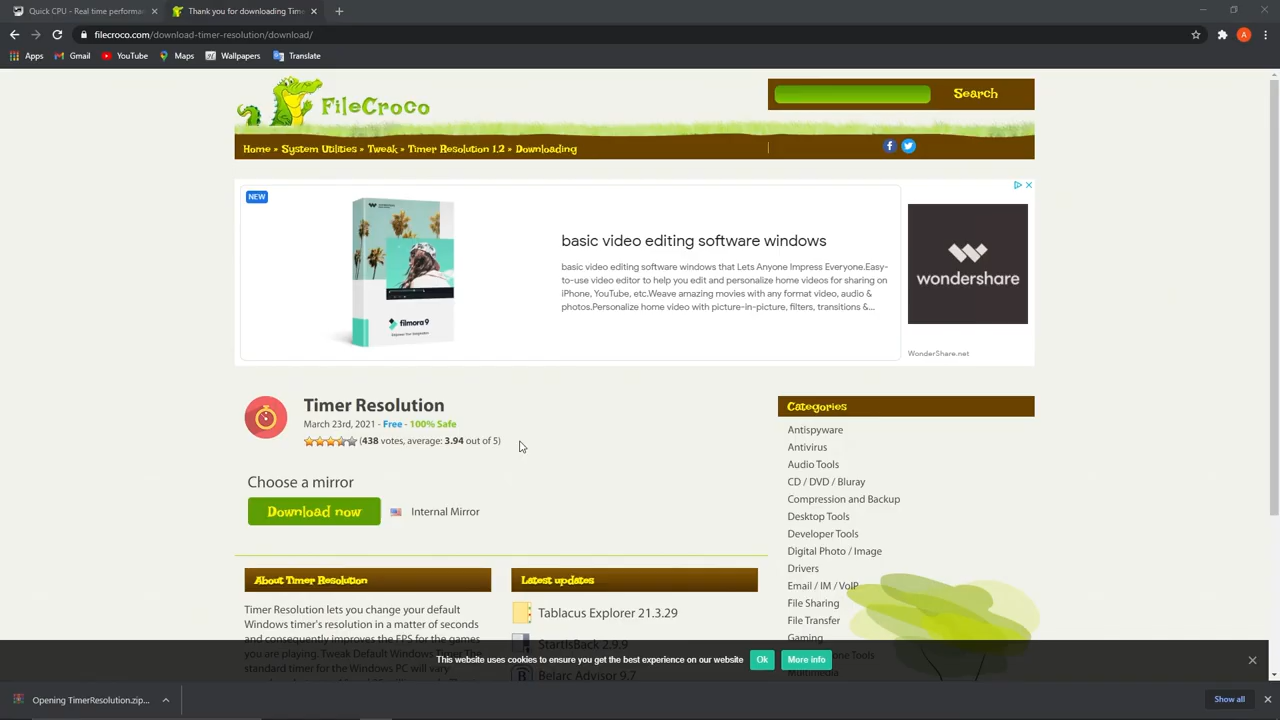 Quick CPU - Real time performa
Thank you for downloading Tim
filecroco.com/download-timer-resolution/download/
A
Apps
Gmail
YouTube
Maps
Wallpapers
Translate
FileCroco
Search
Home » System Utilities » Tweak » Timer Resolution 1.2 » Downloading
NEW
basic video editing software windows
basic video editing software windows that Lets Anyone Impress Everyone.Easy-
to-use video editor to help you edit and personalize home videos for sharing on
iPhone, YouTube, etc.Weave amazing movies with any format video, audio &
photos.Personalize home video with picture-in-picture, filters, transitions &...
filmora 9
wondershare
WonderShare.net
Timer Resolution
March 23rd, 2021 - Free - 100% Safe
(438 votes, average: 3.94 out of 5)
Choose a mirror
Download now
Internal Mirror
Categories
Antispyware
Antivirus
Audio Tools
CD / DVD / Bluray
Compression and Backup
Desktop Tools
Developer Tools
Digital Photo / Image
Drivers
Email / IM / VoIP
File Sharing
File Transfer
Gaming
one Tools
Multimedia
About Timer Resolution
Timer Resolution lets you change your default
Windows timer's resolution in a matter of seconds
and consequently improves the FPS for the games
you are playing. Tweak Default Windows Timer The
standard timer for the Windows PC will vary
Latest updates
Tablacus Explorer 21.3.29
StartIsBack 2.9.9
Belarc Advisor 9.7
This website uses cookies to ensure you get the best experience on our website
Ok
More info
Opening TimerResolution.zip...
Show all